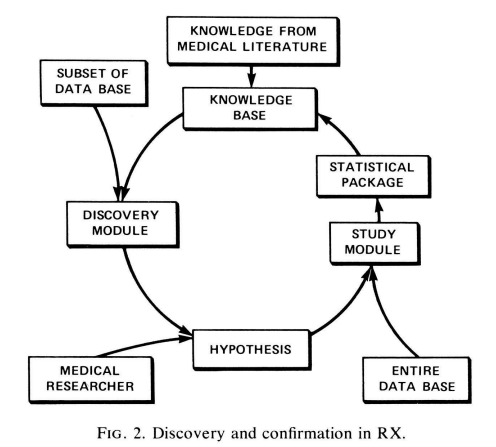 KNOWLEDGE FROM
MEDICAL LITERATURE
SUBSET OF
DATA BASE
KNOWLEDGE
BASE
STATISTICAL
PACKAGE
DISCOVERY
MODULE
STUDY
MODULE
HYPOTHESIS
MEDICAL
RESEARCHER
ENTIRE
DATA BASE
FIG. 2. Discovery and confirmation in RX.